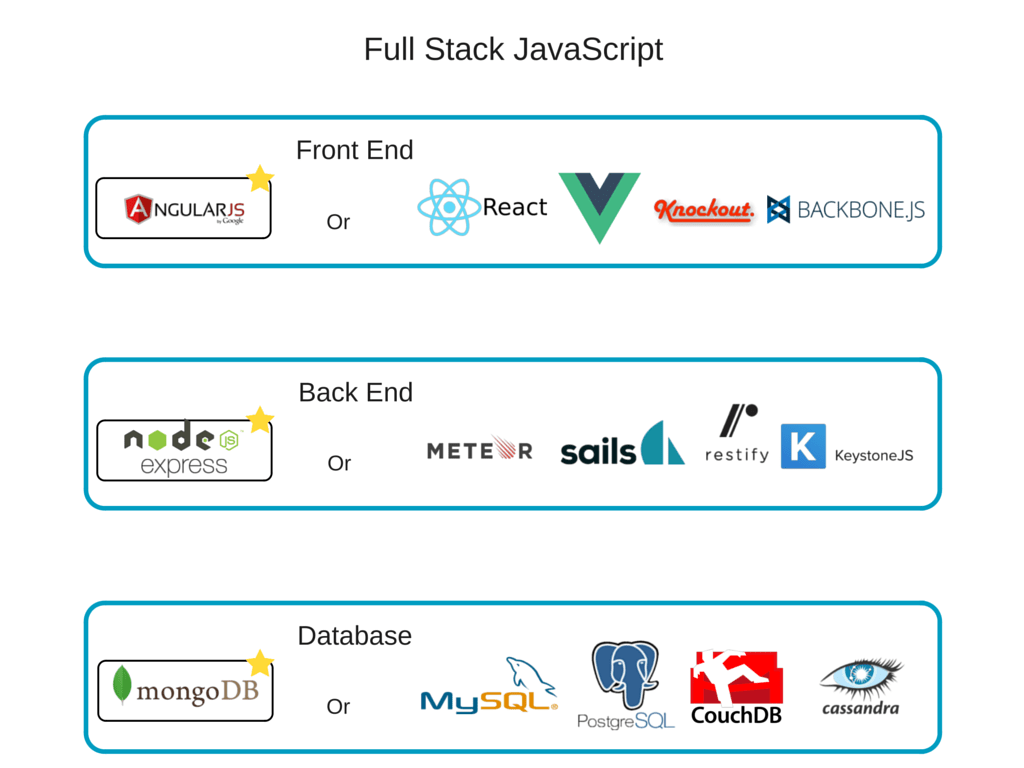 Full Stack JavaScript
Front End
ANGULARJS
by Google
Or
React
Knockout.
BACKBONE.JS
Back End
node JS™
express
Or
METEOR
sails
restify
K
KeystoneJS
Database
mongoDB
Or
MySQL®
PostgreSQL
CouchDB
cassandra